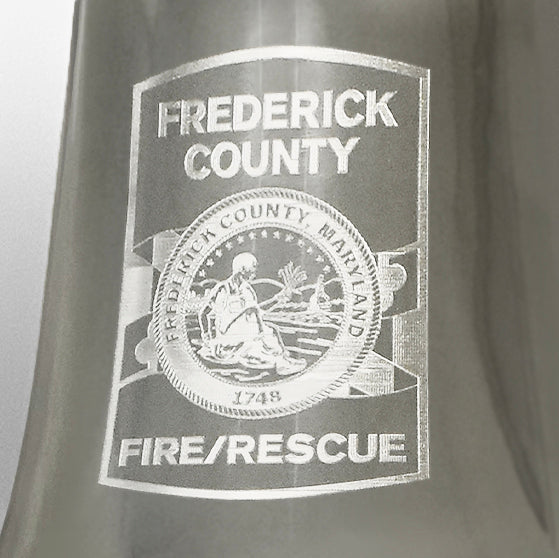 FREDERICK
COUNTY
FREDERICK COUNTY, MARYLAND
1748
FIRE/RESCUE